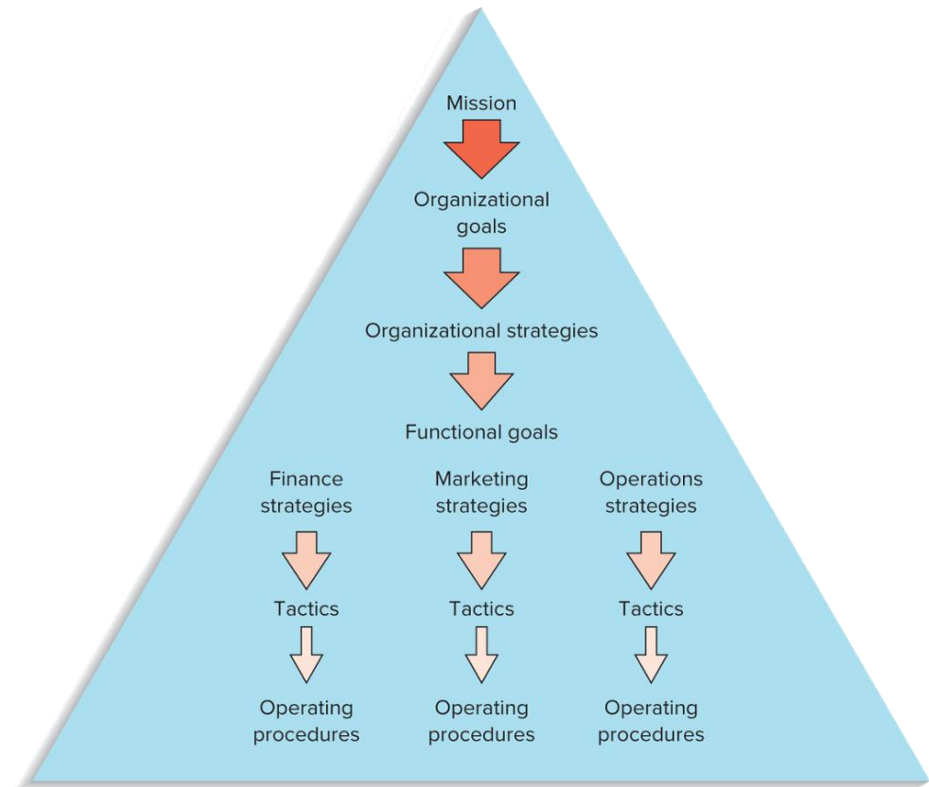 Mission
Organizational
goals
Organizational strategies
Functional goals
Finance
strategies
Marketing
strategies
Operations
strategies
Tactics
Tactics
Tactics
Operating
procedures
Operating
procedures
Operating
procedures